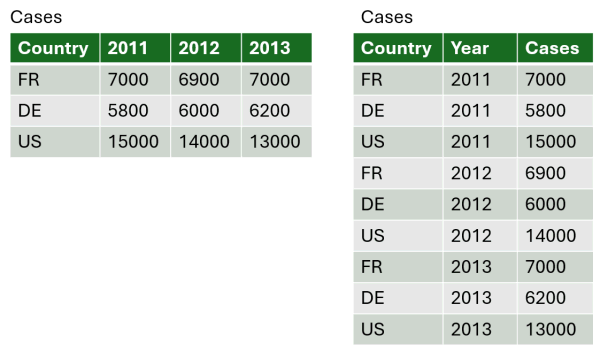 Cases
Country 2011 2012 2013
FR 7000 6900 7000
DE 5800 6000 6200
US 15000 14000 13000
Cases
Country Year Cases
FR 2011 7000
DE 2011 5800
US 2011 15000
FR 2012 6900
DE 2012 6000
US 2012 14000
FR 2013 7000
DE 2013 6200
US 2013 13000